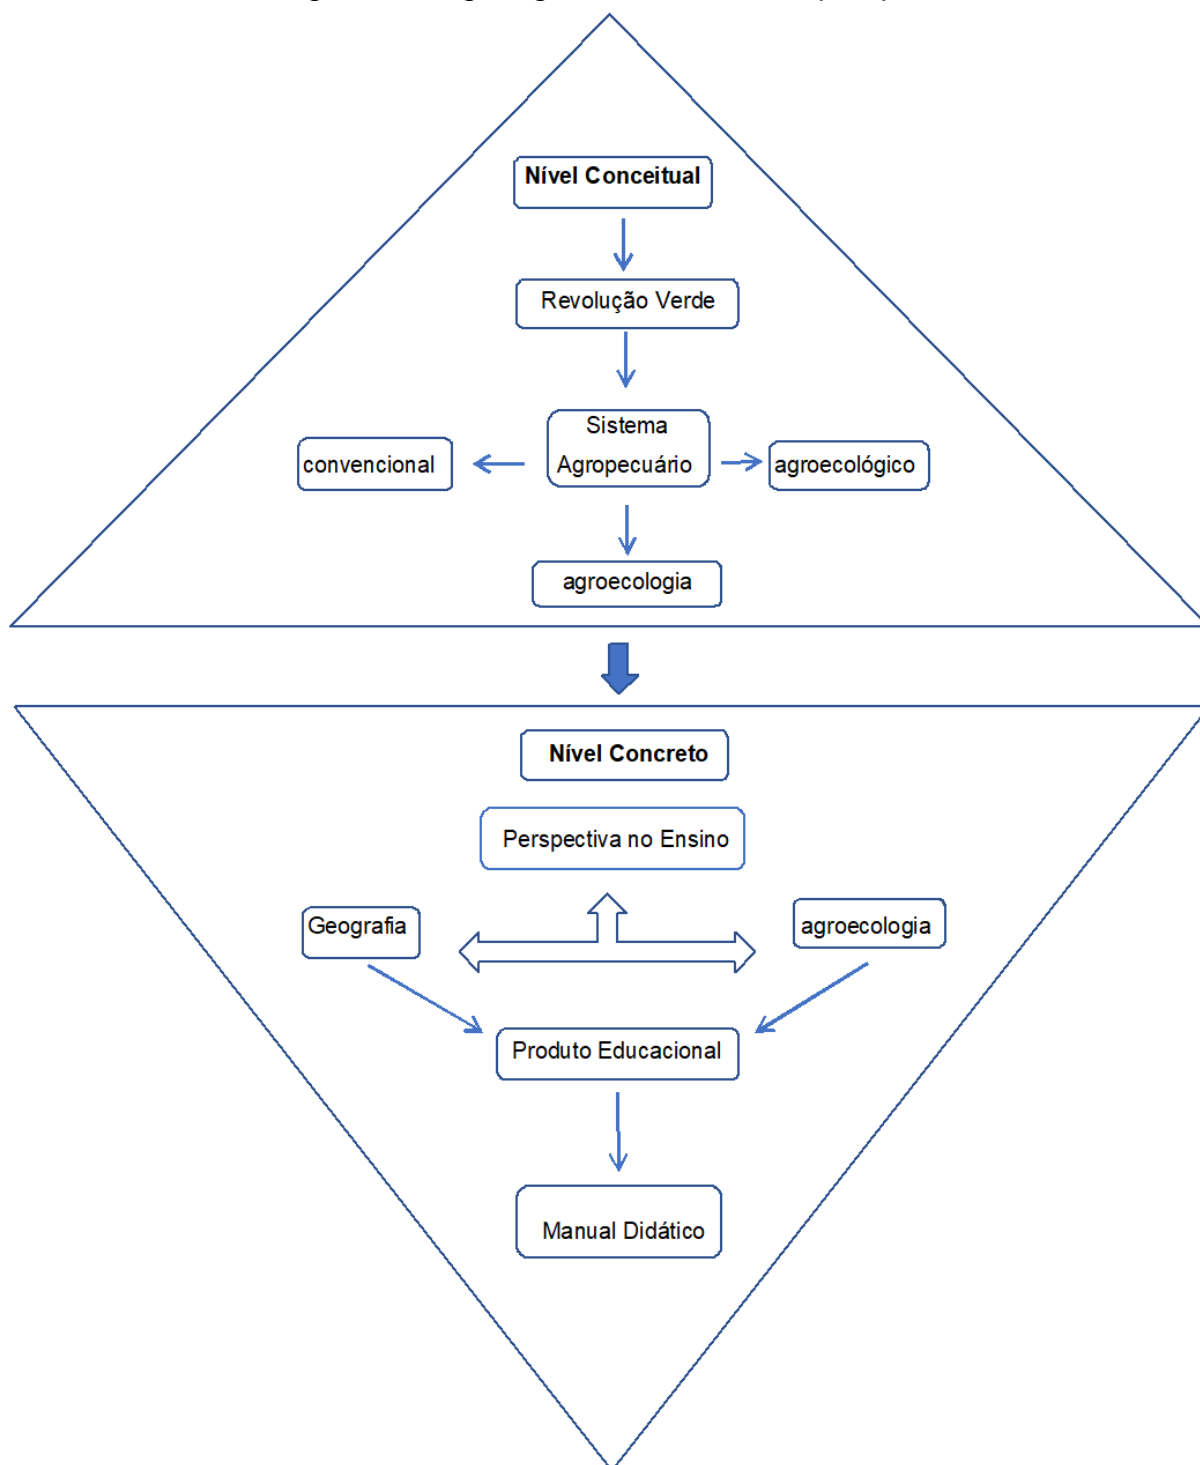 Nível Conceitual
Revolução Verde
Sistema
Agropecuário
convencional
agroecológico
agroecologia
Nível Concreto
Perspectiva no Ensino
Geografia
agroecologia
Produto Educacional
Manual Didático